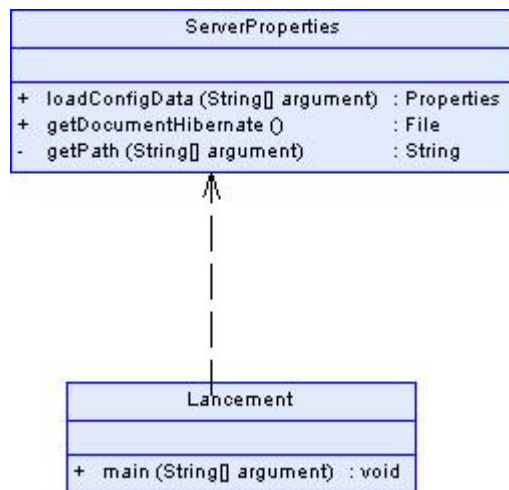 ServerProperties
+ loadConfigData (String[] argument) : Properties
+ getDocumentHibernate () : File
- getPath (String[] argument) : String
Lancement
+ main (String[] argument) : void